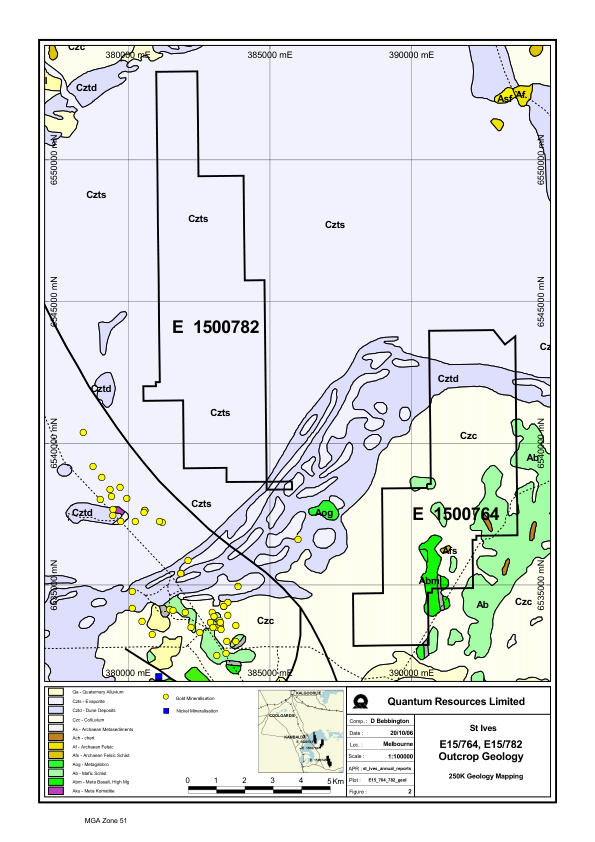 Czc
380000 mE
385000 mE
390000 mE
Cztd
Asf
Af.
6550000 mN
6550000 mN
Czts
Czts
Czts
6545000 mN
6545000 mN
E 1500782
Cz
Cztd
Cztd
Czts
Czc
6540000 mN
6540000 mN
Ab
Czts
Cztd
Aog
E 1500764
Afs
Abm
6535000 mN
6535000 mN
Ab
Czc
Czc
380000 mE
385000 mE
390000 mE
Qa - Quaternary Alluvium
Czts - Evaporite
Cztd - Dune Deposits
Czc - Colluvium
As - Archaean Metasediments
Ach - chert
Af - Archaean Felsic
Afs - Archaean Felsic Schist
Aog - Metagabbro
Ab - Mafic Schist
Abm - Meta Basalt, High Mg
Aku - Meta Komatiite
Gold Mineralisation
Nickel Mineralisation
KALGOORLIE
COOLGARDIE
KAMBALDA
0 1 2 3 4 5 Km
Quantum Resources Limited
Comp.: D Bebbington
Date : 20/10/06
Loc.: Melbourne
Scale : 1:100000
APR : st_ives_annual_reports
Plot : E15_764_782_geol
Figure : 2
St Ives
E15/764, E15/782
Outcrop Geology
250K Geology Mapping
MGA Zone 51